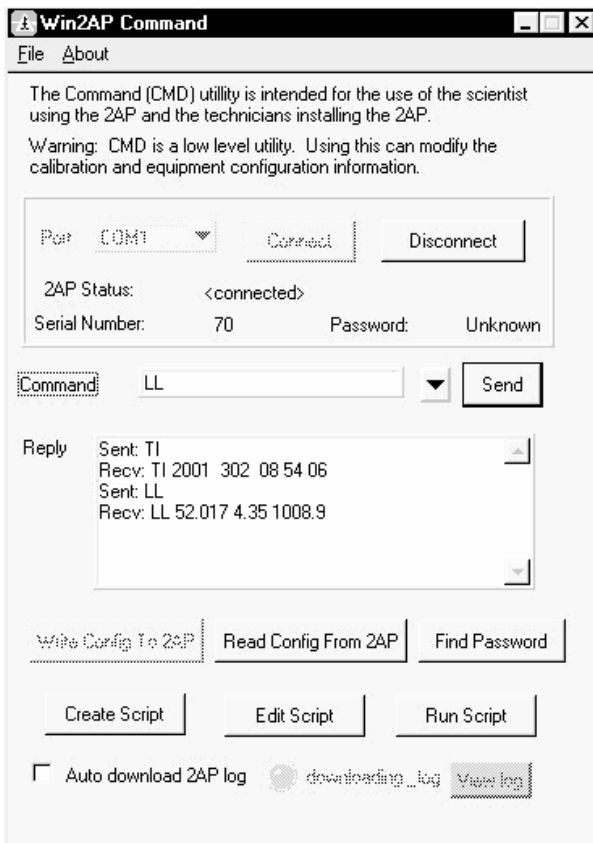 Win2AP Command
File About
The Command (CMD) utillity is intended for the use of the scientist
using the 2AP and the technicians installing the 2AP.
Warning: CMD is a low level utility. Using this can modify the
calibration and equipment configuration information.
Port COM1 Connect Disconnect
2AP Status: <connected>
Serial Number: 70 Password: Unknown
Command LL Send
Reply
Sent: TI
Recv: TI 2001 302 08 54 06
Sent: LL
Recv: LL 52.017 4.35 1008.9
Write Config To 2AP Read Config From 2AP Find Password
Create Script Edit Script Run Script
Auto download 2AP log downloading_log View log